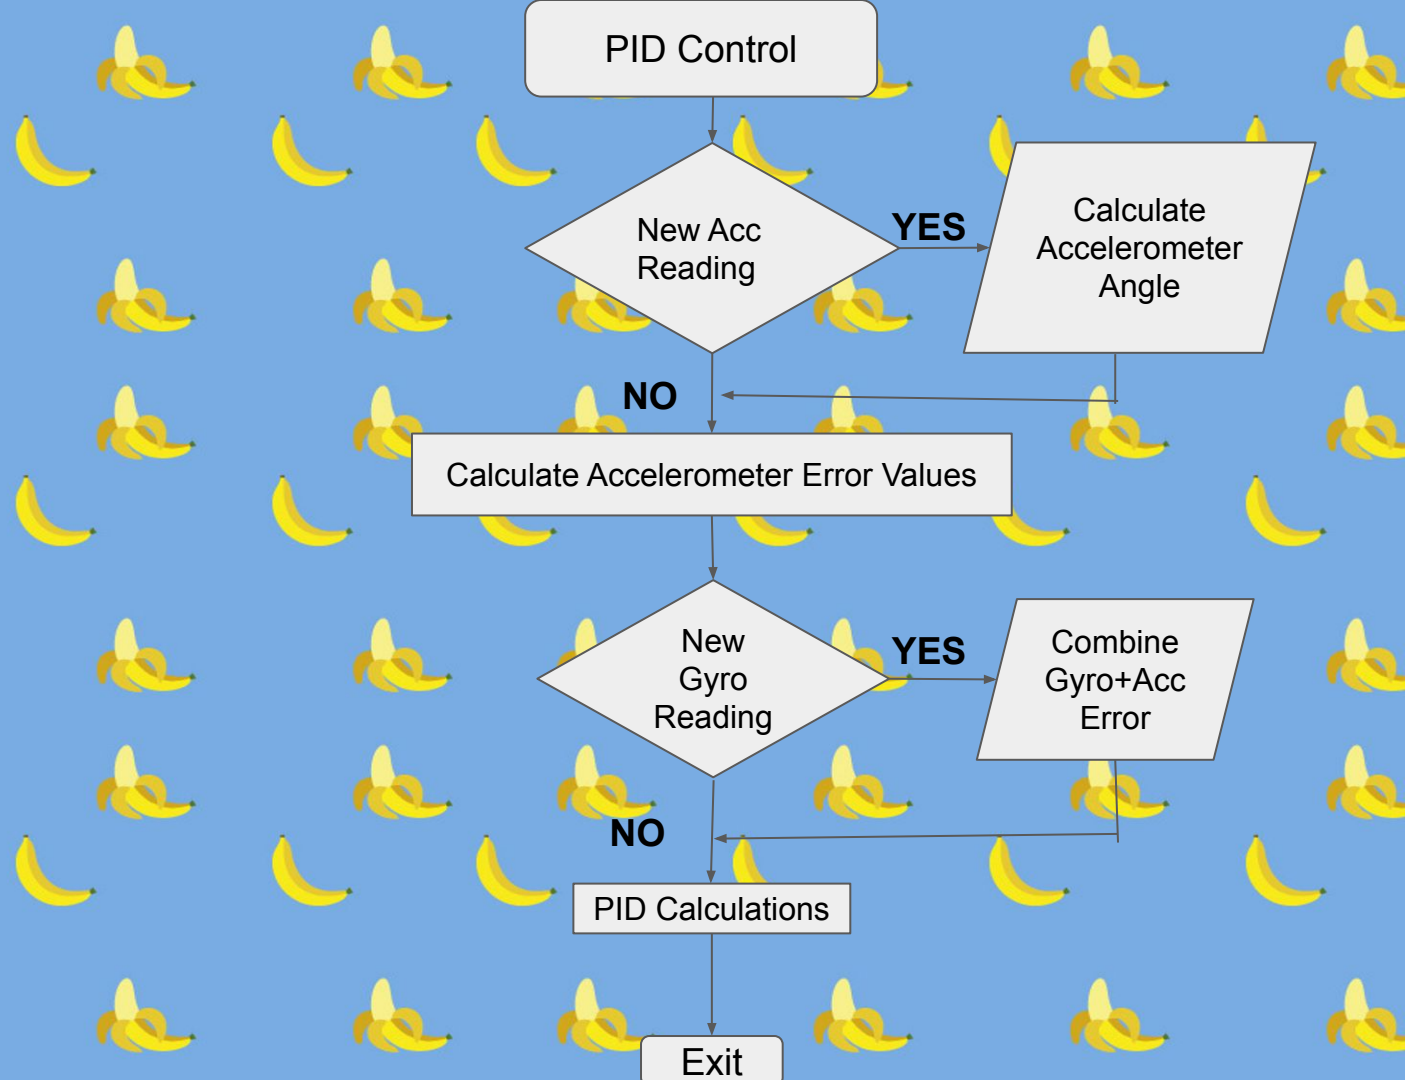 PID Control
New Acc
Reading
YES
Calculate
Accelerometer
Angle
NO
Calculate Accelerometer Error Values
New
Gyro
Reading
YES
Combine
Gyro+Acc
Error
NO
PID Calculations
Exit